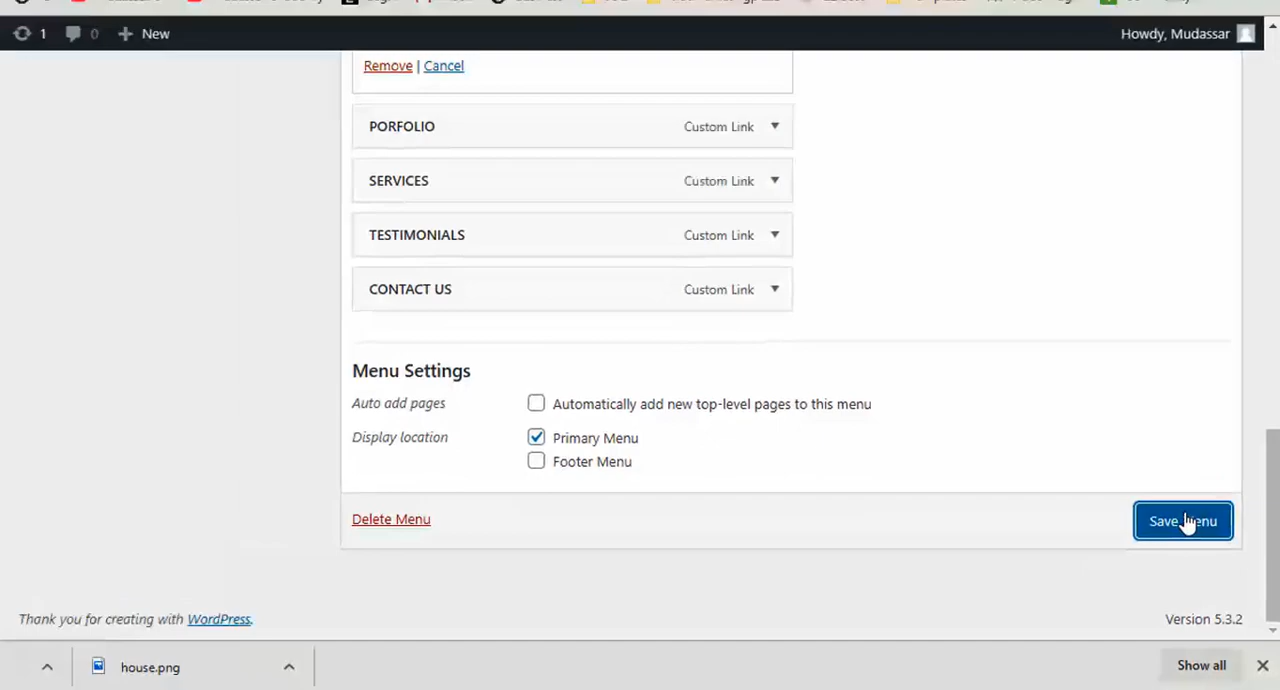 1 0 New Howdy, Mudassar
Remove | Cancel
PORFOLIO Custom Link
SERVICES Custom Link
TESTIMONIALS Custom Link
CONTACT US Custom Link
Menu Settings
Auto add pages Automatically add new top-level pages to this menu
Display location Primary Menu
Footer Menu
Delete Menu Save Menu
Thank you for creating with WordPress. Version 5.3.2
house.png Show all